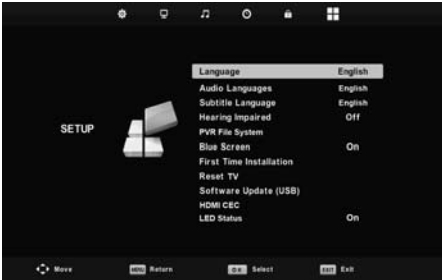 Language English
Audio Languages English
Subtitle Language English
Hearing Impaired Off
PVR File System
SETUP
Blue Screen On
First Time Installation
Reset TV
Software Update (USB)
HDMI CEC
LED Status On
Move MENU Return OK Select EXIT Exit